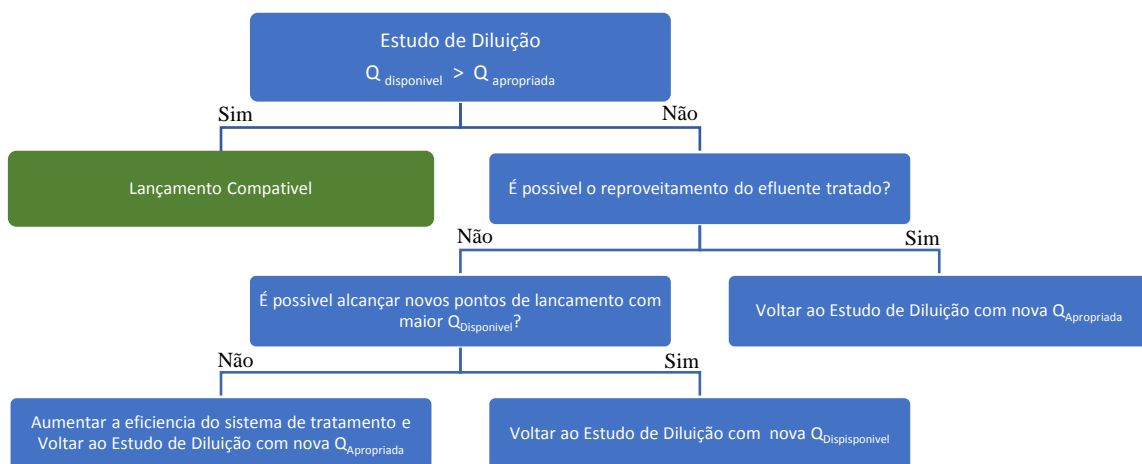 Estudo de Diluição
Q disponivel > Q apropriada
Sim
Não
Lançamento Compativel
É possivel o reproveitamento do efluente tratado?
Não
Sim
É possivel alcançar novos pontos de lancamento com
maior QDisponivel?
Voltar ao Estudo de Diluição com nova QApropriada
Não
Sim
Aumentar a eficiencia do sistema de tratamento e
Voltar ao Estudo de Diluição com nova QApropriada
Voltar ao Estudo de Diluição com nova QDispisponivel